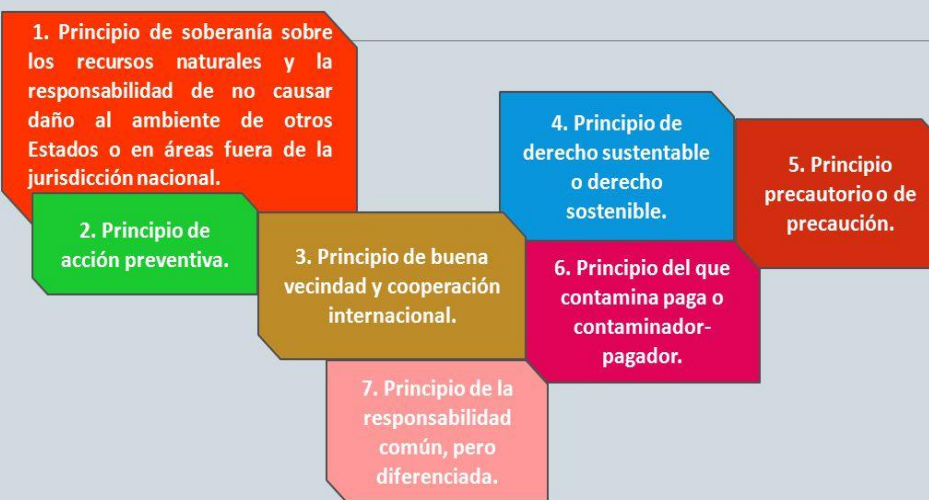 1. Principio de soberanía sobre
los recursos naturales y la
responsabilidad de no causar
daño al ambiente de otros
Estados o en áreas fuera de la
jurisdicción nacional.
2. Principio de
acción preventiva.
3. Principio de buena
vecindad y cooperación
internacional.
4. Principio de
derecho sustentable
o derecho
sostenible.
5. Principio
precautorio o de
precaución.
6. Principio del que
contamina paga o
contaminador-
pagador.
7. Principio de la
responsabilidad
común, pero
diferenciada.